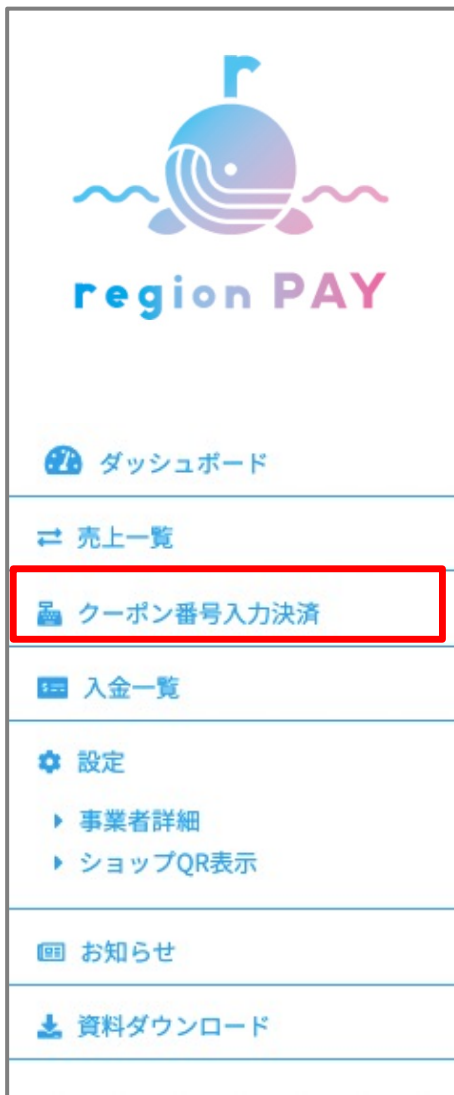 r
region PAY
ダッシュボード
売上一覧
クーポン番号入力決済
入金一覧
設定
事業者詳細
ショップQR表示
お知らせ
資料ダウンロード